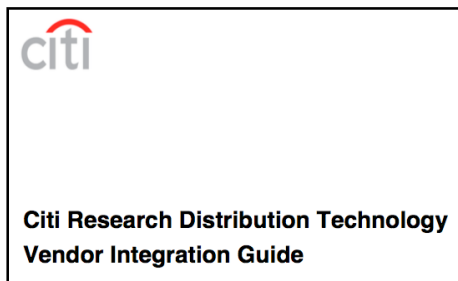 citi
Citi Research Distribution Technology
Vendor Integration Guide